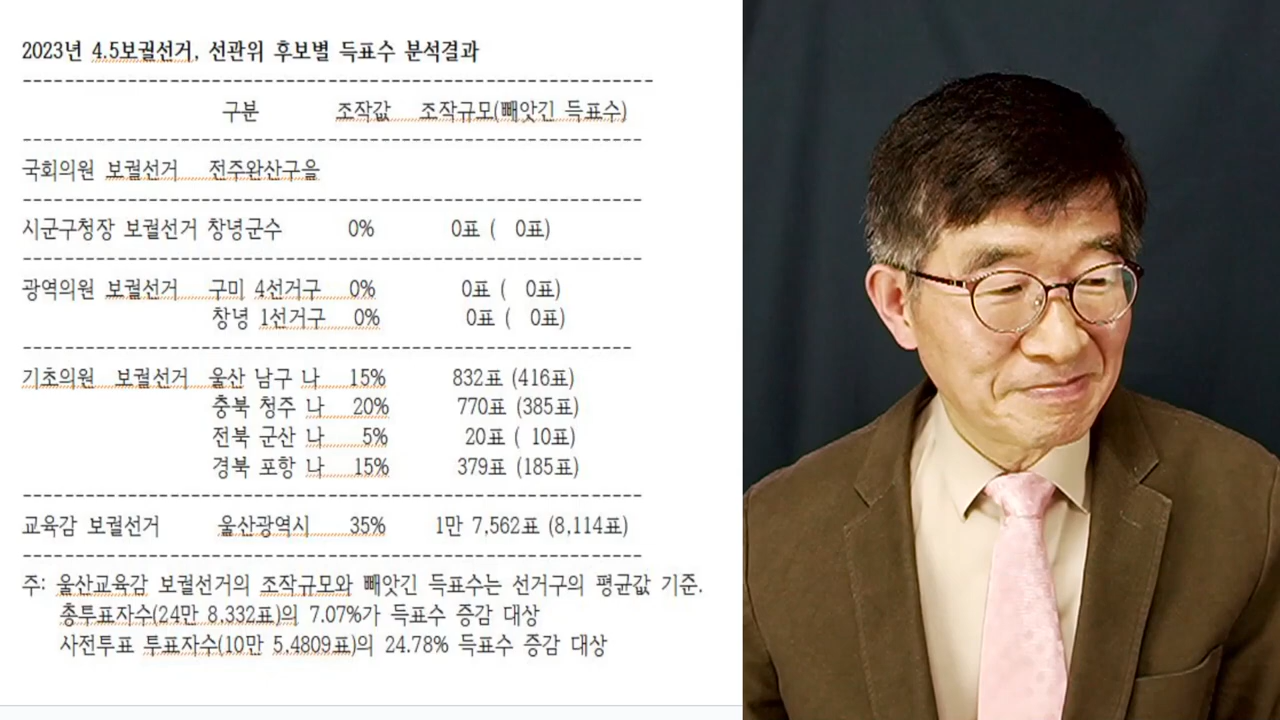 2023년 4.5보궐선거, 선관위 후보별 득표수 분석결과
------------------------------------------------------------
구분 조작값 조작규모(빼앗긴 득표수)
-----------------------------------------------------------
국회의원 보궐선거 전주완산구을
-----------------------------------------------------------
시군구청장 보궐선거 창녕군수 0% 0표 ( 0표)
-----------------------------------------------------------
광역의원 보궐선거 구미 4선거구 0% 0표 ( 0표)
창녕 1선거구 0% 0표 ( 0표)
----------------------------------------------------------
기초의원 보궐선거 울산 남구 나 15% 832표 (416표)
충북 청주 나 20% 770표 (385표)
전북 군산 나 5% 20표 ( 10표)
경북 포항 나 15% 379표 (185표)
-----------------------------------------------------------
교육감 보궐선거 울산광역시 35% 1만 7,562표 (8,114표)
-----------------------------------------------------------
주: 울산교육감 보궐선거의 조작규모와 빼앗긴 득표수는 선거구의 평균값 기준.
총투표자수(24만 8.332표)의 7.07%가 득표수 증감 대상
사전투표 투표자수(10만 5.4809표)의 24.78% 득표수 증감 대상